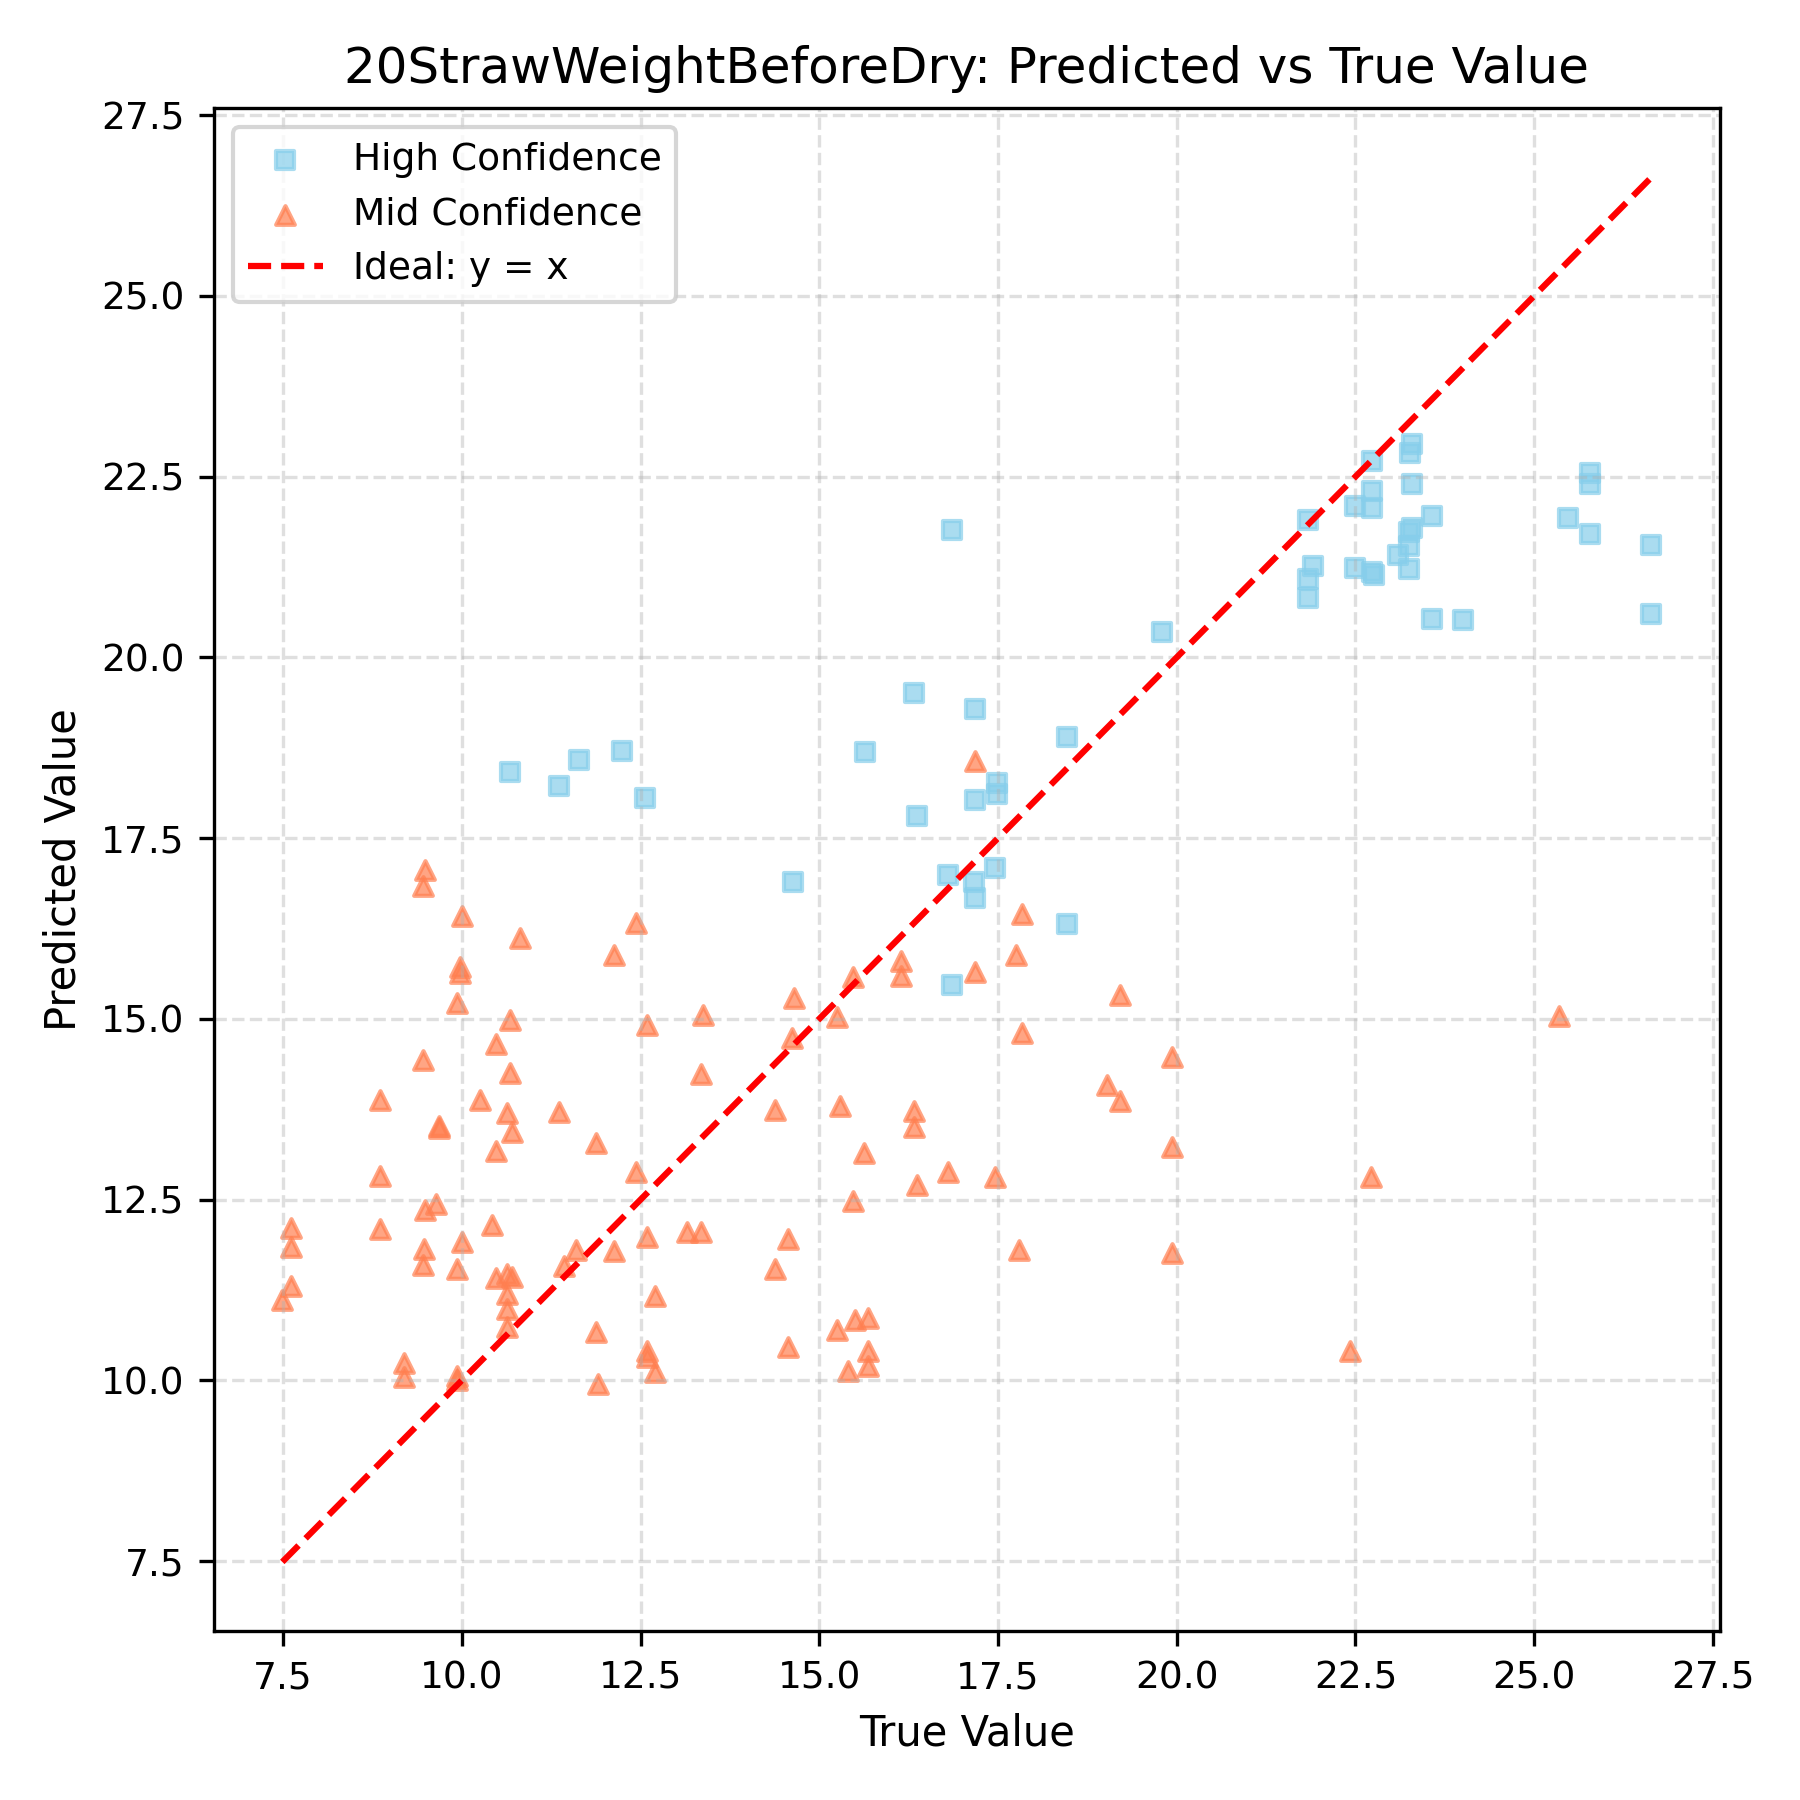 20StrawWeightBeforeDry: Predicted vs True Value
27.5
High Confidence
Mid Confidence
Ideal: y = x
25.0
22.5
20.0
Predicted Value
17.5
15.0
12.5
10.0
7.5
7.5 10.0 12.5 15.0 17.5 20.0 22.5 25.0 27.5
True Value